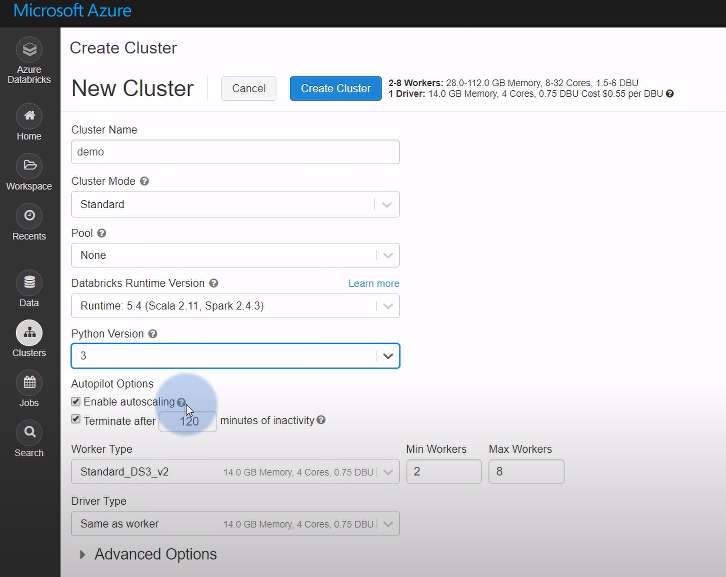 Microsoft Azure
Azure
Databricks
Home
Workspace
Recents
Data
Clusters
Jobs
Search
Create Cluster
New Cluster
Cancel
Create Cluster
2-8 Workers: 28.0-112.0 GB Memory, 8-32 Cores, 1.5-6 DBU
1 Driver: 14.0 GB Memory, 4 Cores, 0.75 DBU Cost $0.55 per DBU
Cluster Name
demo
Cluster Mode
Standard
Pool
None
Databricks Runtime Version
Learn more
Runtime: 5.4 (Scala 2.11, Spark 2.4.3)
Python Version
3
Autopilot Options
Enable autoscaling
Terminate after 120 minutes of inactivity
Worker Type
Min Workers
Max Workers
Standard_DS3_v2 14.0 GB Memory, 4 Cores, 0.75 DBU
2
8
Driver Type
Same as worker 14.0 GB Memory, 4 Cores, 0.75 DBU
Advanced Options